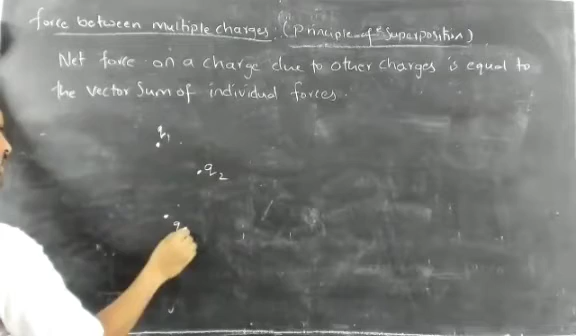 force between multiple charges: (Principle of Superposition)
Net force on a charge due to other charges is equal to
the vector sum of individual forces.
q₁
q₂
q